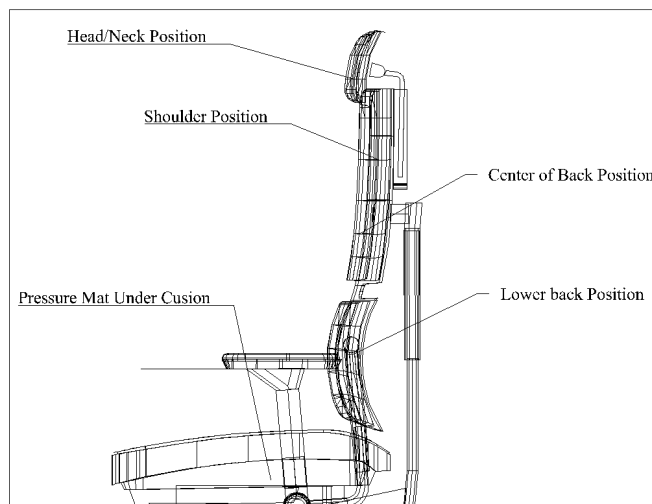 Head/Neck Position
Shoulder Position
Center of Back Position
Pressure Mat Under Cusion
Lower back Position